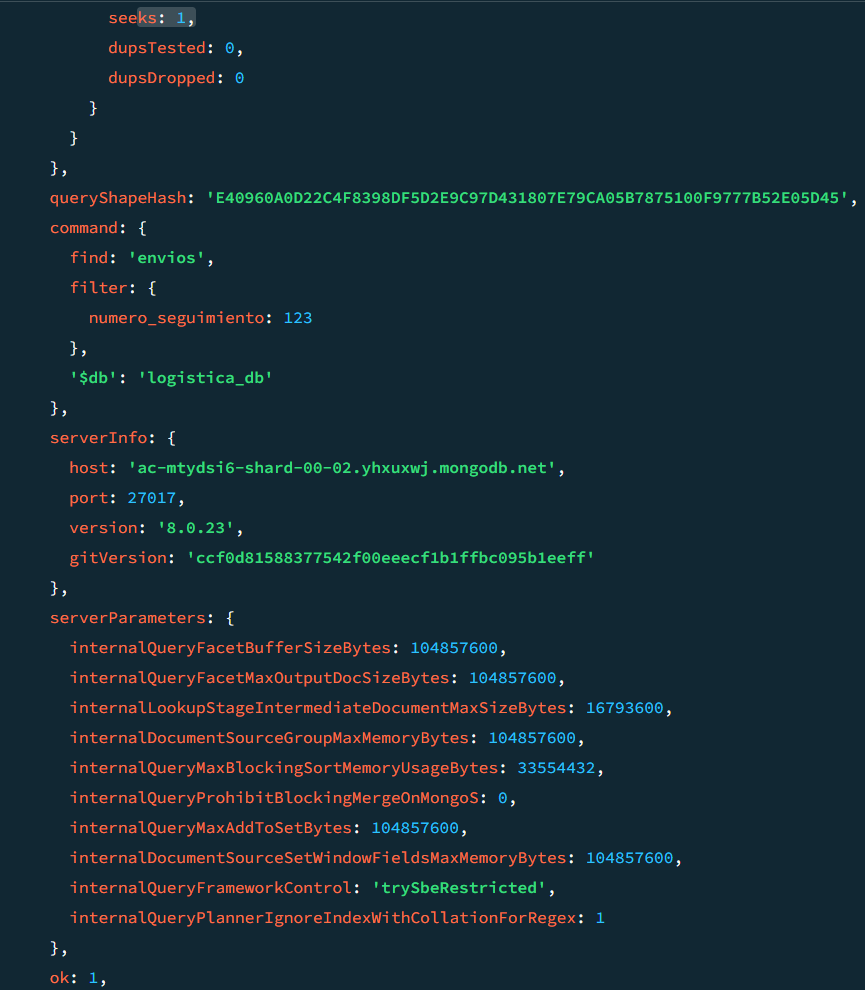 seeks: 1,
dupsTested: 0,
dupsDropped: 0
}
}
},
queryShapeHash: 'E40960A0D22C4F8398DF5D2E9C97D431807E79CA05B7875100F9777B52E05D45',
command: {
find: 'envios',
filter: {
numero_seguimiento: 123
},
'$db': 'logistica_db'
},
serverInfo: {
host: 'ac-mtydsi6-shard-00-02.yhxuxwj.mongodb.net',
port: 27017,
version: '8.0.23',
gitVersion: 'ccf0d81588377542f00eeecf1b1ffbc095b1eeff'
},
serverParameters: {
internalQueryFacetBufferSizeBytes: 104857600,
internalQueryFacetMaxOutputDocSizeBytes: 104857600,
internalLookupStageIntermediateDocumentMaxSizeBytes: 16793600,
internalDocumentSourceGroupMaxMemoryBytes: 104857600,
internalQueryMaxBlockingSortMemoryUsageBytes: 33554432,
internalQueryProhibitBlockingMergeOnMongoS: 0,
internalQueryMaxAddToSetBytes: 104857600,
internalDocumentSourceSetWindowFieldsMaxMemoryBytes: 104857600,
internalQueryFrameworkControl: 'trySbeRestricted',
internalQueryPlannerIgnoreIndexWithCollationForRegex: 1
},
ok: 1,